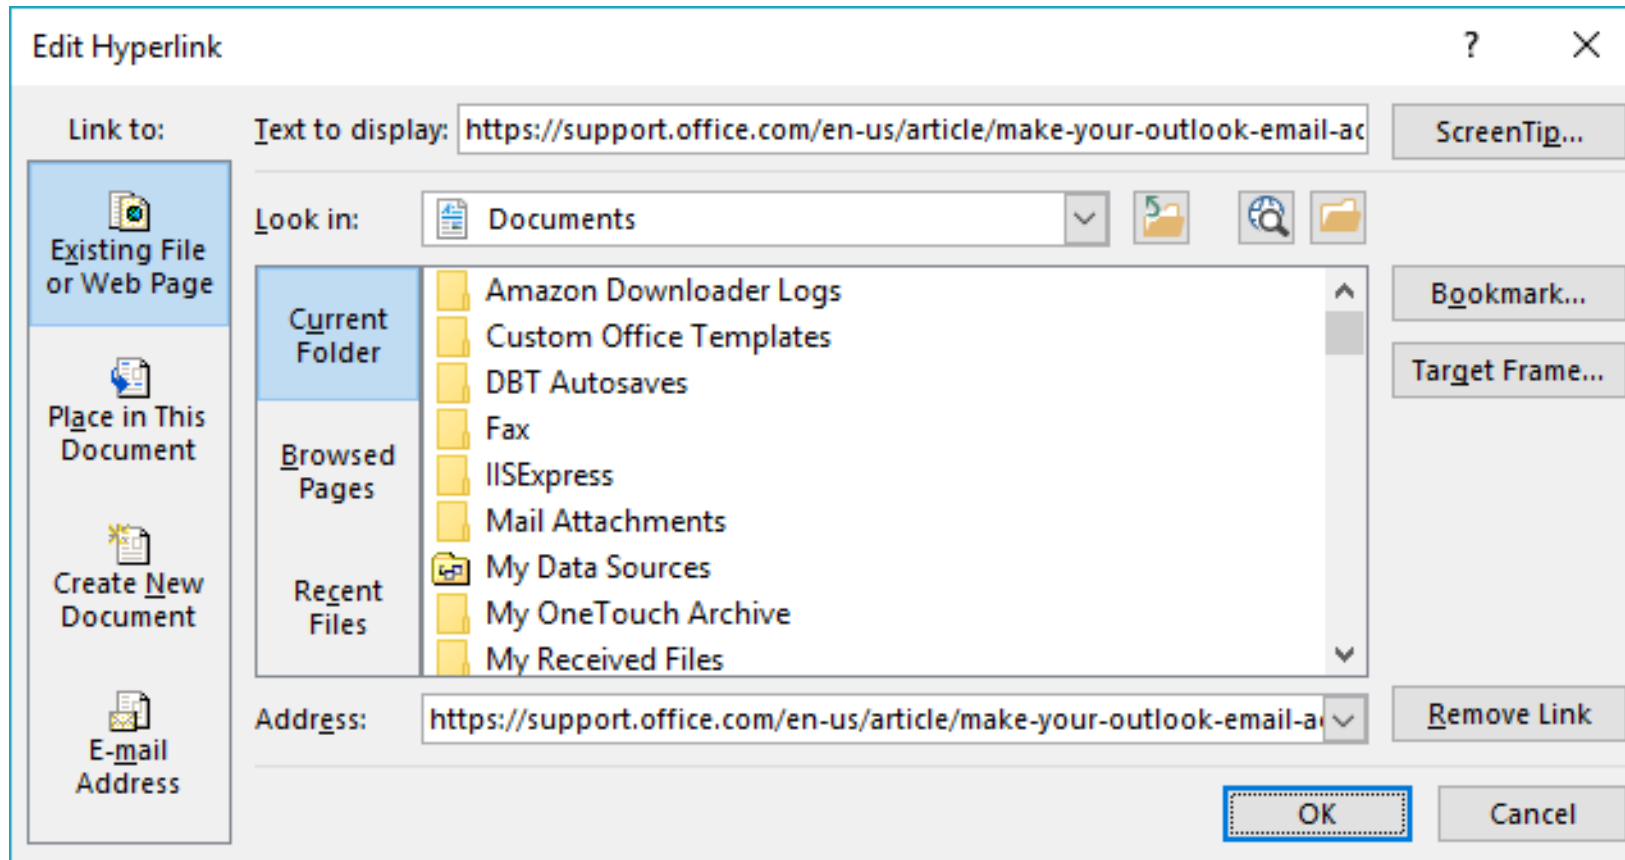 Edit Hyperlink
?
Link to:
Text to display:
https://support.office.com/en-us/article/make-your-outlook-email-ac
ScreenTip...
Existing File
or Web Page
Place in This
Document
Create New
Document
E-mail
Address
Look in:
Documents
Current
Folder
Browsed
Pages
Recent
Files
Amazon Downloader Logs
Custom Office Templates
DBT Autosaves
Fax
IISExpress
Mail Attachments
My Data Sources
My OneTouch Archive
My Received Files
Bookmark...
Target Frame...
Address:
https://support.office.com/en-us/article/make-your-outlook-email-a
Remove Link
OK
Cancel